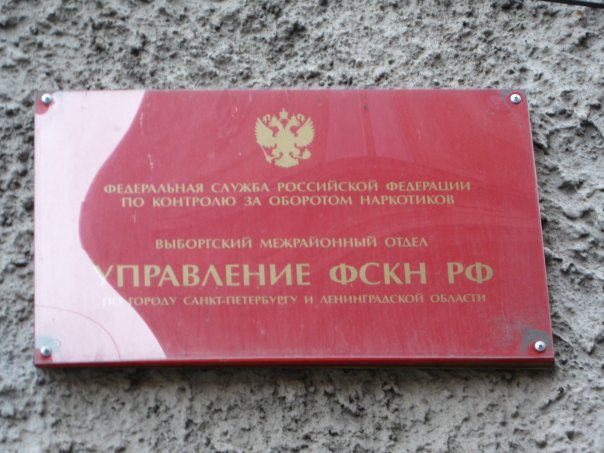 ФЕДЕРАЛЬНАЯ СЛУЖБА РОССИЙСКОЙ ФЕДЕРАЦИИ
ПО КОНТРОЛЮ ЗА ОБОРОТОМ НАРКОТИКОВ
ВЫБОРГСКИЙ МЕЖРАЙОННЫЙ ОТДЕЛ
УПРАВЛЕНИЕ ФСКН РФ
ПО ГОРОДУ САНКТ-ПЕТЕРБУРГУ И ЛЕНИНГРАДСКОЙ ОБЛАСТИ